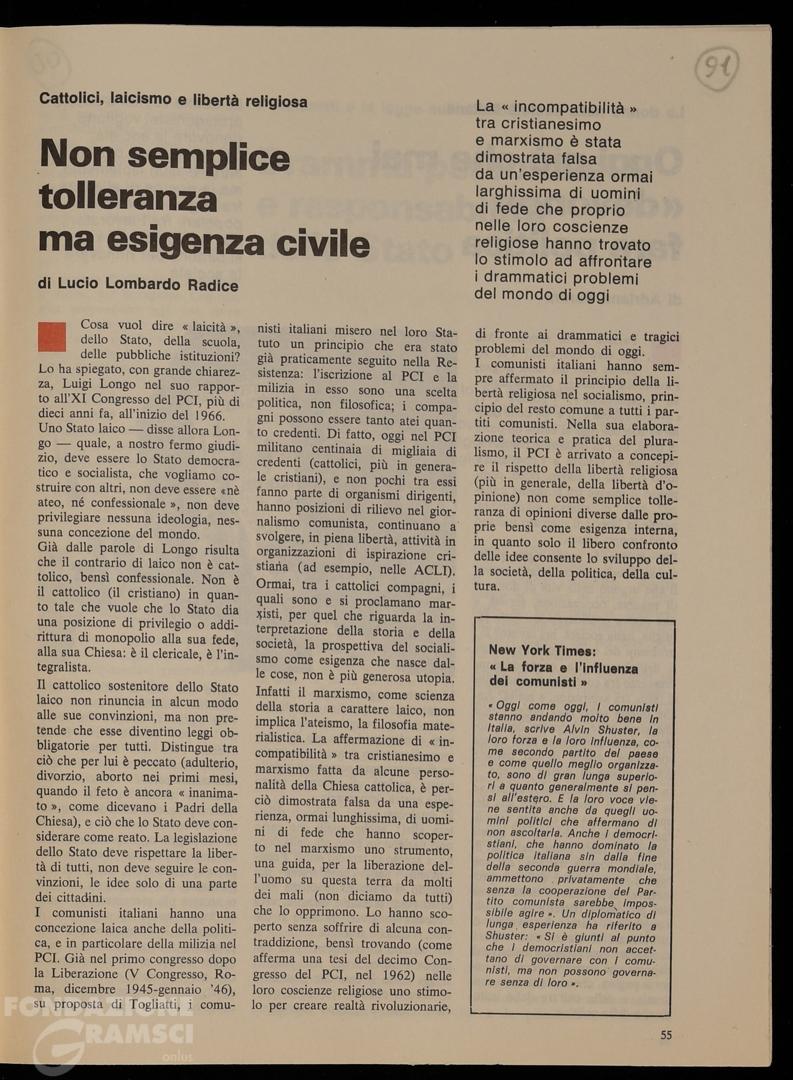 91
Cattolici, laicismo e libertà religiosa
Non semplice
tolleranza
ma esigenza civile
di Lucio Lombardo Radice
La « incompatibilità »
tra cristianesimo
e marxismo è stata
dimostrata falsa
da un'esperienza ormai
larghissima di uomini
di fede che proprio
nelle loro coscienze
religiose hanno trovato
lo stimolo ad affrontare
i drammatici problemi
del mondo di oggi
Cosa vuol dire « laicità »,
dello Stato, della scuola,
delle pubbliche istituzioni?
Lo ha spiegato, con grande chiarez-
za, Luigi Longo nel suo rappor-
to all'XI Congresso del PCI, più di
dieci anni fa, all'inizio del 1966.
Uno Stato laico — disse allora Lon-
go — quale, a nostro fermo giudi-
zio, deve essere lo Stato democra-
tico e socialista, che vogliamo co-
struire con altri, non deve essere «nè
ateo, né confessionale », non deve
privilegiare nessuna ideologia, nes-
suna concezione del mondo.
Già dalle parole di Longo risulta
che il contrario di laico non è cat-
tolico, bensì confessionale. Non è
il cattolico (il cristiano) in quan-
to tale che vuole che lo Stato dia
una posizione di privilegio o addi-
rittura di monopolio alla sua fede,
alla sua Chiesa: è il clericale, è l'in-
tegralista.
Il cattolico sostenitore dello Stato
laico non rinuncia in alcun modo
alle sue convinzioni, ma non pre-
tende che esse diventino leggi ob-
bligatorie per tutti. Distingue tra
ciò che per lui è peccato (adulterio,
divorzio, aborto nei primi mesi,
quando il feto è ancora « inanima-
to », come dicevano i Padri della
Chiesa), e ciò che lo Stato deve con-
siderare come reato. La legislazione
dello Stato deve rispettare la liber-
tà di tutti, non deve seguire le con-
vinzioni, le idee solo di una parte
dei cittadini.
I comunisti italiani hanno una
concezione laica anche della politi-
ca, e in particolare della milizia nel
PCI. Già nel primo congresso dopo
la Liberazione (V Congresso, Ro-
ma, dicembre 1945-gennaio '46),
su proposta di Togliatti, i comu-
nisti italiani misero nel loro Sta-
tuto un principio che era stato
già praticamente seguito nella Re-
sistenza: l'iscrizione al PCI e la
milizia in esso sono una scelta
politica, non filosofica; i compa-
gni possono essere tanto atei quan-
to credenti. Di fatto, oggi nel PCI
militano centinaia di migliaia di
credenti (cattolici, più in genera-
le cristiani), e non pochi tra essi
fanno parte di organismi dirigenti,
hanno posizioni di rilievo nel gior-
nalismo comunista, continuano a
svolgere, in piena libertà, attività in
organizzazioni di ispirazione cri-
stiana (ad esempio, nelle ACLI).
Ormai, tra i cattolici compagni, i
quali sono e si proclamano mar-
xisti, per quel che riguarda la in-
terpretazione della storia e della
società, la prospettiva del sociali-
smo come esigenza che nasce dal-
le cose, non è più generosa utopia.
Infatti il marxismo, come scienza
della storia a carattere laico, non
implica l'ateismo, la filosofia mate-
rialistica. La affermazione di « in-
compatibilità » tra cristianesimo e
marxismo fatta da alcune perso-
nalità della Chiesa cattolica, è per-
ciò dimostrata falsa da una espe-
rienza, ormai lunghissima, di uomi-
ni di fede che hanno scoper-
to nel marxismo uno strumento,
una guida, per la liberazione del-
l'uomo su questa terra da molti
dei mali (non diciamo da tutti)
che lo opprimono. Lo hanno sco-
perto senza soffrire di alcuna con-
traddizione, bensì trovando (come
afferma una tesi del decimo Con-
gresso del PCI, nel 1962) nelle
loro coscienze religiose uno stimo-
lo per creare realtà rivoluzionarie,
di fronte ai drammatici e tragici
problemi del mondo di oggi.
I comunisti italiani hanno sem-
pre affermato il principio della li-
bertà religiosa nel socialismo, prin-
cipio del resto comune a tutti i par-
titi comunisti. Nella sua elabora-
zione teorica e pratica del plura-
lismo, il PCI è arrivato a concepi-
re il rispetto della libertà religiosa
(più in generale, della libertà d'o-
pinione) non come semplice tolle-
ranza di opinioni diverse dalle pro-
prie bensì come esigenza interna,
in quanto solo il libero confronto
delle idee consente lo sviluppo del-
la società, della politica, della cul-
tura.
New York Times:
« La forza e l'influenza
dei comunisti »
« Oggi come oggi, i comunisti
stanno andando molto bene in
Italia, scrive Alvin Shuster, la
loro forza e la loro influenza, co-
me secondo partito del paese
e come quello meglio organizza-
to, sono di gran lunga superio-
ri a quanto generalmente si pen-
si all'estero. E la loro voce vie-
ne sentita anche da quegli uo-
mini politici che affermano di
non ascoltarla. Anche i democri-
stiani, che hanno dominato la
politica italiana sin dalla fine
della seconda guerra mondiale,
ammettono privatamente che
senza la cooperazione del Par-
tito comunista sarebbe impos-
sibile agire ». Un diplomatico di
lunga esperienza ha riferito a
Shuster: « Si è giunti al punto
che i democristiani non accet-
tano di governare con i comu-
nisti, ma non possono governa-
re senza di loro ».
55
FONDAZIONE
GRAMSCI
onlus